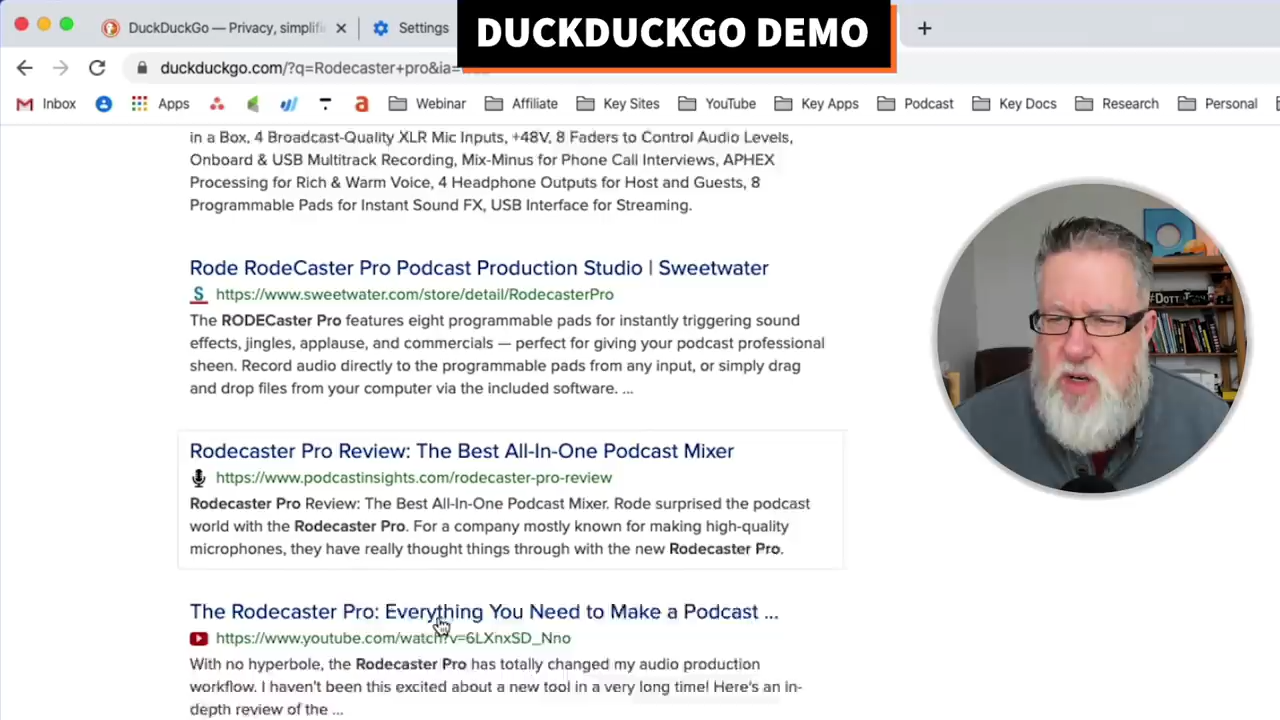 DUCKDUCKGO DEMO
DuckDuckGo — Privacy, simplifi
Settings
duckduckgo.com/?q=Rodecaster+pro&ia=
Inbox
Apps
Webinar
Affiliate
Key Sites
YouTube
Key Apps
Podcast
Key Docs
Research
Personal
in a Box, 4 Broadcast-Quality XLR Mic Inputs, +48V, 8 Faders to Control Audio Levels,
Onboard & USB Multitrack Recording, Mix-Minus for Phone Call Interviews, APHEX
Processing for Rich & Warm Voice, 4 Headphone Outputs for Host and Guests, 8
Programmable Pads for Instant Sound FX, USB Interface for Streaming.
Rode RodeCaster Pro Podcast Production Studio | Sweetwater
https://www.sweetwater.com/store/detail/RodecasterPro
The RODECaster Pro features eight programmable pads for instantly triggering sound
effects, jingles, applause, and commercials — perfect for giving your podcast professional
sheen. Record audio directly to the programmable pads from any input, or simply drag
and drop files from your computer via the included software. ...
Rodecaster Pro Review: The Best All-In-One Podcast Mixer
https://www.podcastinsights.com/rodecaster-pro-review
Rodecaster Pro Review: The Best All-In-One Podcast Mixer. Rode surprised the podcast
world with the Rodecaster Pro. For a company mostly known for making high-quality
microphones, they have really thought things through with the new Rodecaster Pro.
The Rodecaster Pro: Everything You Need to Make a Podcast ...
https://www.youtube.com/watch?v=6LXnxSD_Nno
With no hyperbole, the Rodecaster Pro has totally changed my audio production
workflow. I haven't been this excited about a new tool in a very long time! Here's an in-
depth review of the ...